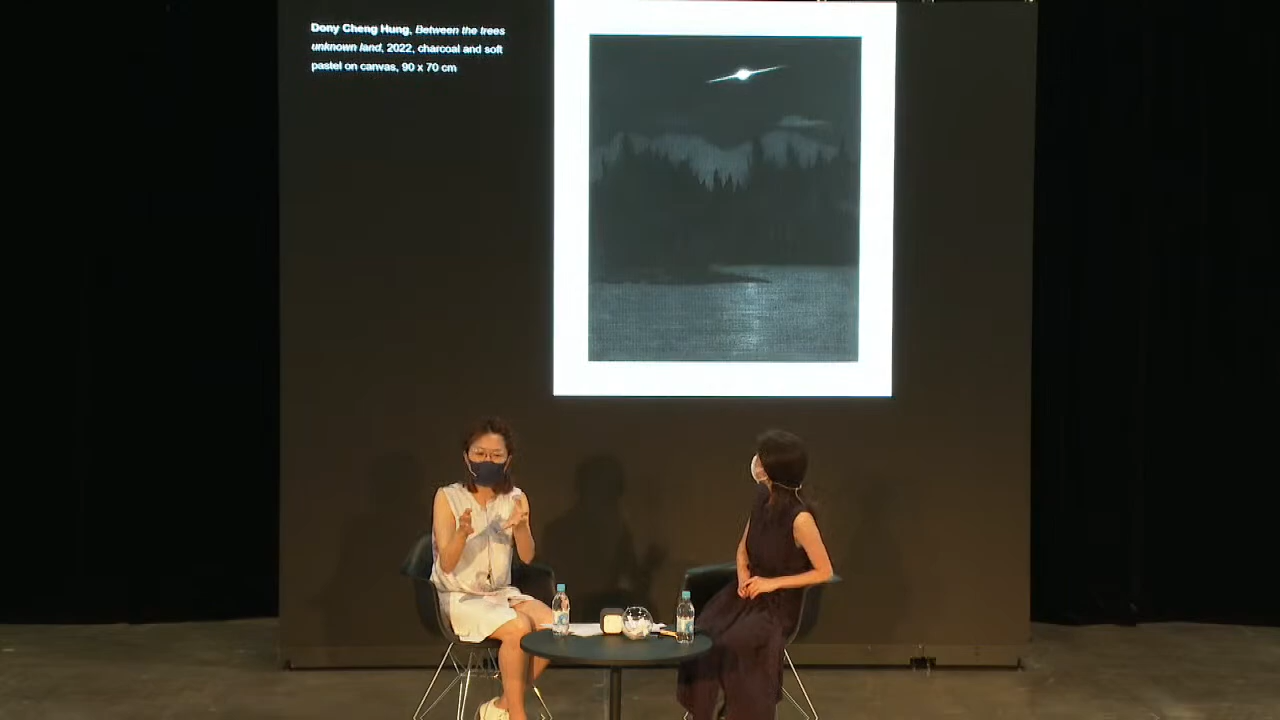 Dony Cheng Hung, Between the trees
unknown land, 2022, charcoal and soft
pastel on canvas, 90 x 70 cm